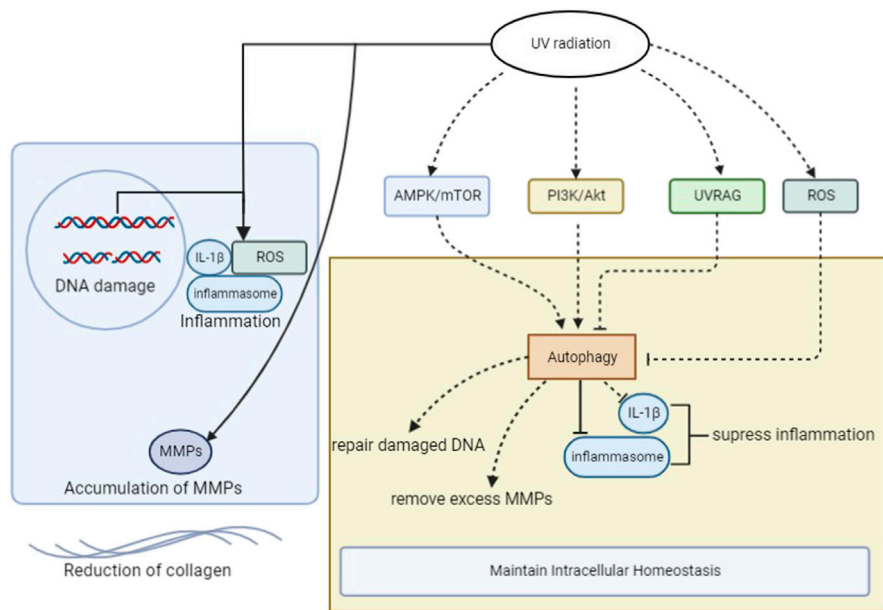 UV radiation
AMPK/mTOR
PI3K/Akt
UVRAG
ROS
DNA damage
IL-1β
ROS
inflammasome
Inflammation
MMPs
Accumulation of MMPs
Reduction of collagen
Autophagy
repair damaged DNA
remove excess MMPs
IL-1β
inflammasome
supress inflammation
Maintain Intracellular Homeostasis